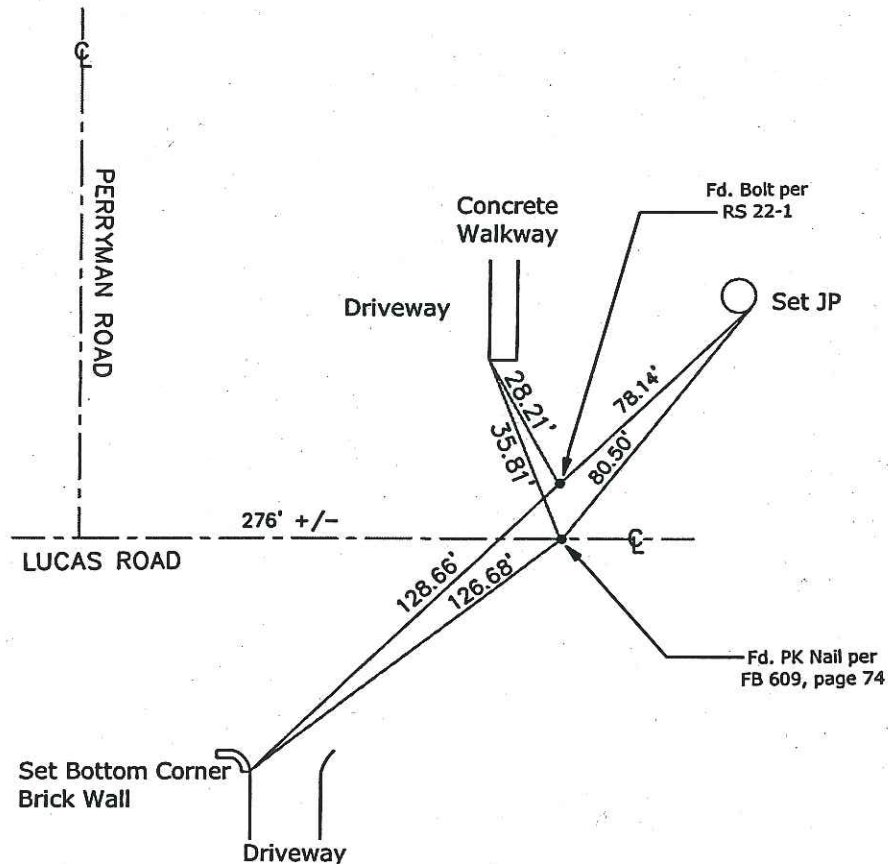 ℄
PERRYMAN ROAD
Concrete
Walkway
Fd. Bolt per
RS 22-1
Driveway
Set JP
28.21'
35.81'
78.14'
80.50'
276' +/-
℄
LUCAS ROAD
128.66'
126.68'
Fd. PK Nail per
FB 609, page 74
Set Bottom Corner
Brick Wall
Driveway